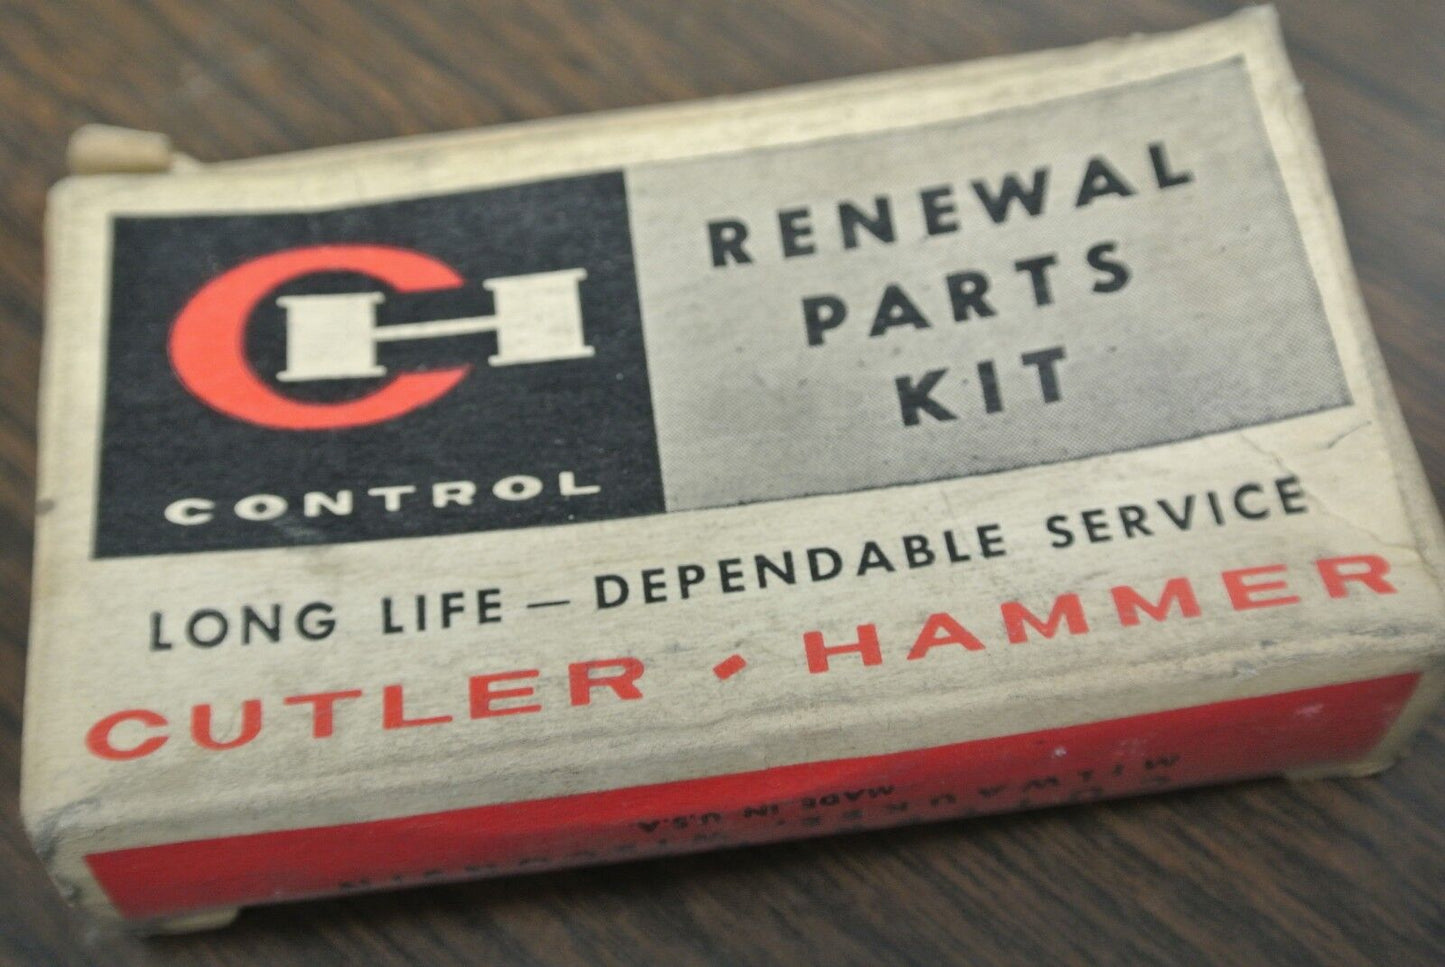 CH
CONTROL
RENEWAL
PARTS
KIT
LONG LIFE — DEPENDABLE SERVICE
CUTLER • HAMMER
MADE IN U.S.A.